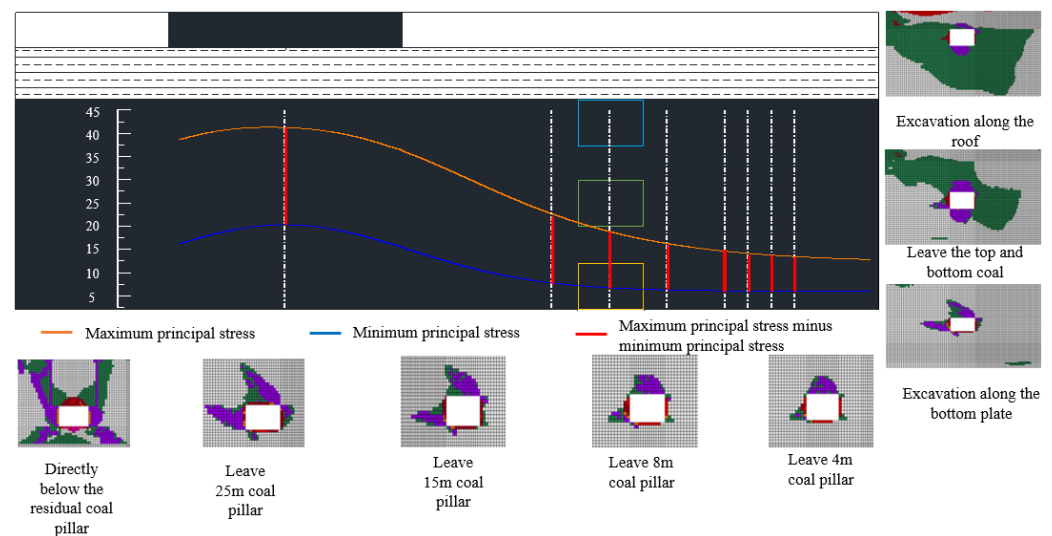 45
40
35
30
25
20
15
10
5
Maximum principal stress
Minimum principal stress
Maximum principal stress minus
minimum principal stress
Excavation along the
roof
Leave the top and
bottom coal
Excavation along the
bottom plate
Directly
below the
residual coal
pillar
Leave
25m coal
pillar
Leave
15m coal
pillar
Leave 8m
coal pillar
Leave 4m
coal pillar